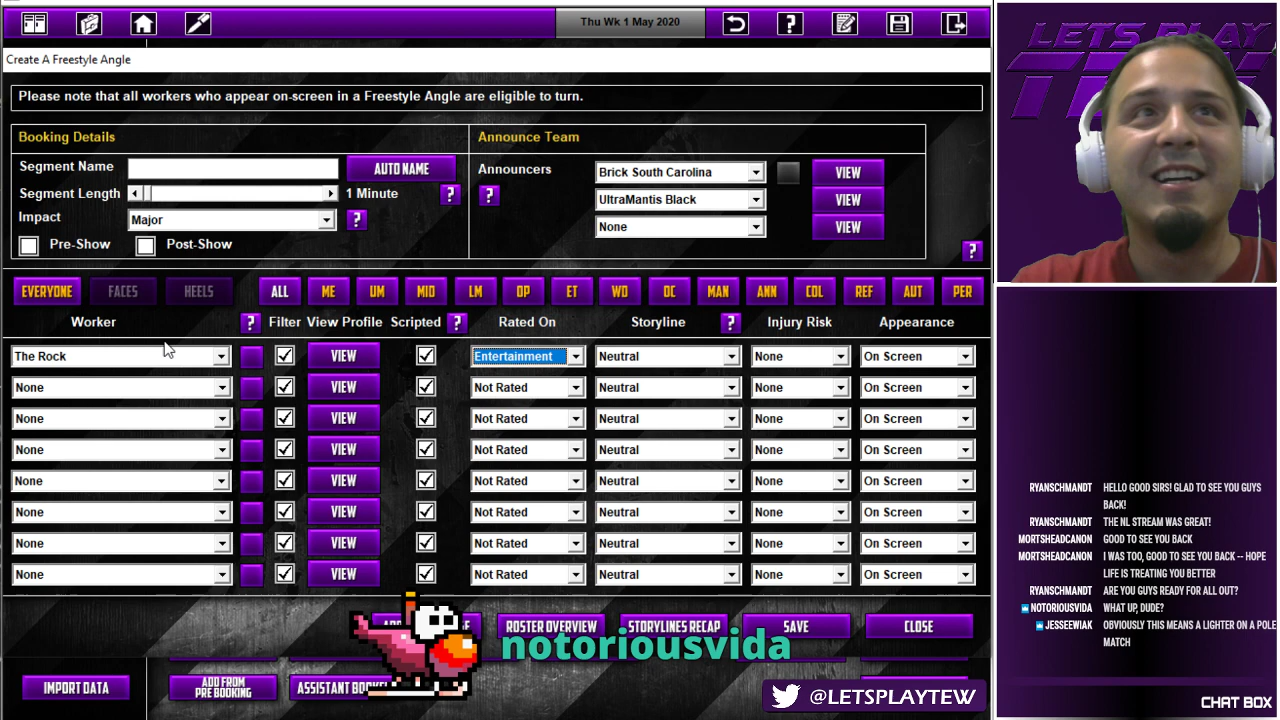 Thu Wk 1 May 2020
Create A Freestyle Angle
Please note that all workers who appear on-screen in a Freestyle Angle are eligible to turn.
Booking Details
Announce Team
Segment Name
AUTO NAME
Announcers
Brick South Carolina
VIEW
Segment Length
1 Minute
?
?
UltraMantis Black
VIEW
Impact
Major
?
None
VIEW
Pre-Show
Post-Show
?
EVERYONE FACES HEELS ALL ME UM MID LM OP ET WD OC MAN ANN COL REF AUT PER
Worker ? Filter View Profile Scripted ? Rated On Storyline ? Injury Risk Appearance
The Rock VIEW Entertainment Neutral None On Screen
None VIEW Not Rated Neutral None On Screen
None VIEW Not Rated Neutral None On Screen
None VIEW Not Rated Neutral None On Screen
None VIEW Not Rated Neutral None On Screen
None VIEW Not Rated Neutral None On Screen
None VIEW Not Rated Neutral None On Screen
None VIEW Not Rated Neutral None On Screen
ROSTER OVERVIEW STORYLINES RECAP SAVE CLOSE
notoriousvida
IMPORT DATA
ADD FROM
PRE BOOKING
ASSISTANT
@LETSPLAYTEW
LETS PLAY
RYANSCHMANDT HELLO GOOD SIRS! GLAD TO SEE YOU GUYS
BACK!
RYANSCHMANDT THE NL STREAM WAS GREAT!
MORTSHEADCANON GOOD TO SEE YOU BACK
MORTSHEADCANON I WAS TOO, GOOD TO SEE YOU BACK -- HOPE
LIFE IS TREATING YOU BETTER
RYANSCHMANDT ARE YOU GUYS READY FOR ALL OUT?
NOTORIOUSVIDA WHAT UP, DUDE?
JESSEEWIAK OBVIOUSLY THIS MEANS A LIGHTER ON A POLE
MATCH
CHAT BOX